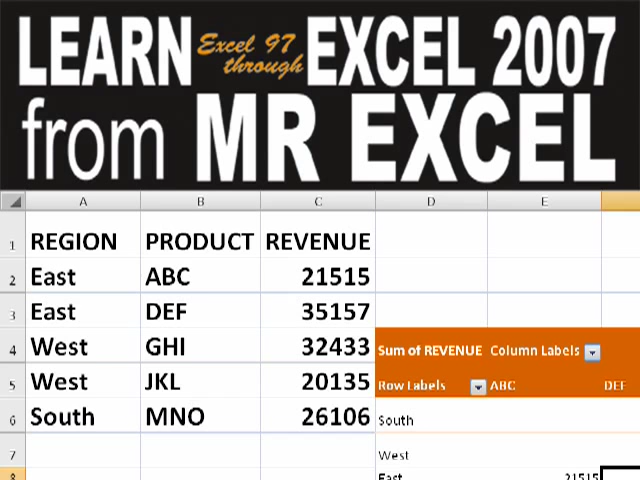 LEARN Excel 97 through EXCEL 2007
from MR EXCEL
A B C D E
1 REGION PRODUCT REVENUE
2 East ABC 21515
3 East DEF 35157
4 West GHI 32433 Sum of REVENUE Column Labels
5 West JKL 20135 Row Labels ABC DEF
6 South MNO 26106 South
7 West
8 East 21515